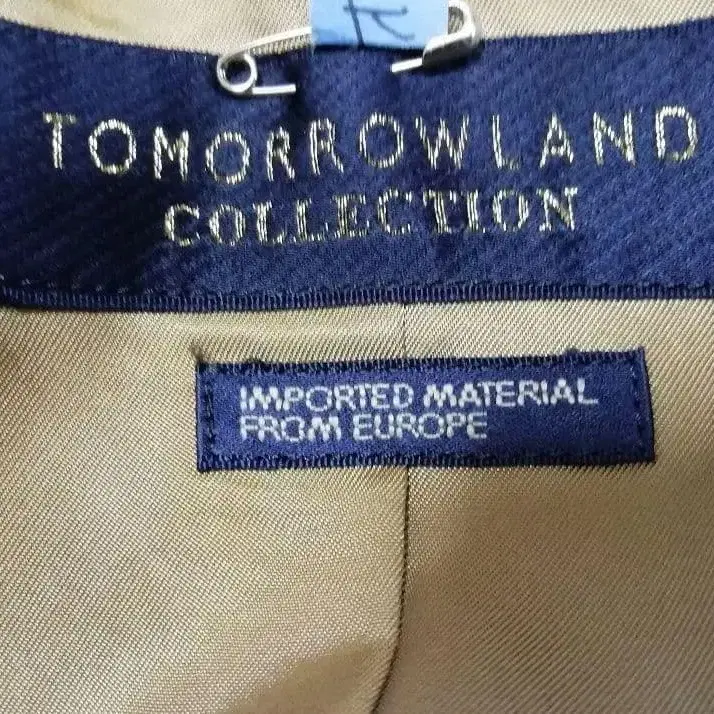 TOMORROWLAND
COLLECTION
IMPORTED MATERIAL
FROM EUROPE